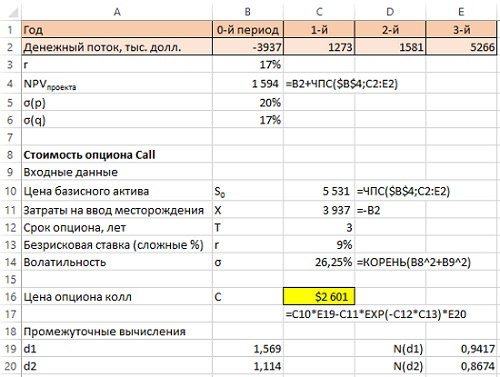 A B C D E
1 Год 0-й период 1-й 2-й 3-й
2 Денежный поток, тыс. долл. -3937 1273 1581 5266
3 r 17%
4 NPVпроекта 1 594 =B2+ЧПС($B$4;C2:E2)
5 σ(p) 20%
6 σ(q) 17%
7
8 Стоимость опциона Call
9 Входные данные
10 Цена базисного актива S₀ 5 531 =ЧПС($B$4;C2:E2)
11 Затраты на ввод месторождения X 3 937 =-B2
12 Срок опциона, лет T 3
13 Безрисковая ставка (сложные %) r 9%
14 Волатильность σ 26,25% =КОРЕНЬ(B8^2+B9^2)
15
16 Цена опциона колл C $2 601
17 =C10*E19-C11*EXP(-C12*C13)*E20
18 Промежуточные вычисления
19 d1 1,569 N(d1) 0,9417
20 d2 1,114 N(d2) 0,8674